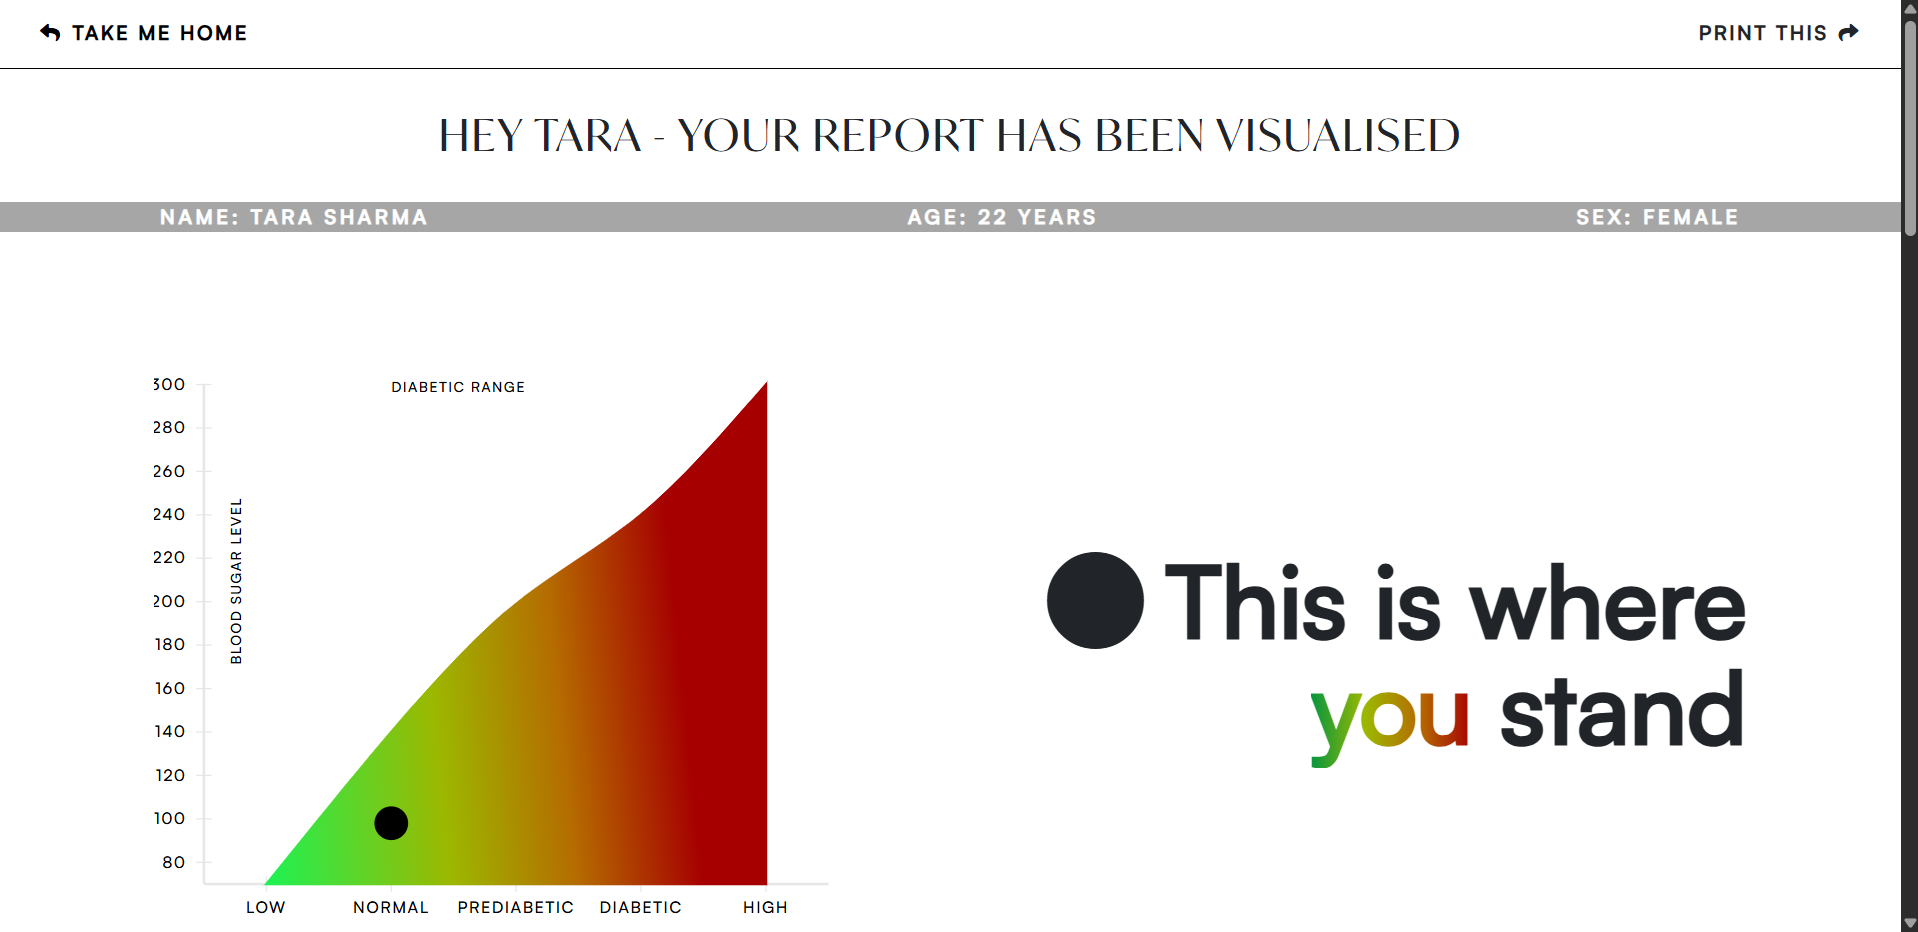 TAKE ME HOME
PRINT THIS
HEY TARA - YOUR REPORT HAS BEEN VISUALISED
NAME: TARA SHARMA
AGE: 22 YEARS
SEX: FEMALE
DIABETIC RANGE
300
280
260
240
220
200
180
160
140
120
100
80
BLOOD SUGAR LEVEL
LOW
NORMAL
PREDIABETIC
DIABETIC
HIGH
This is where
you stand